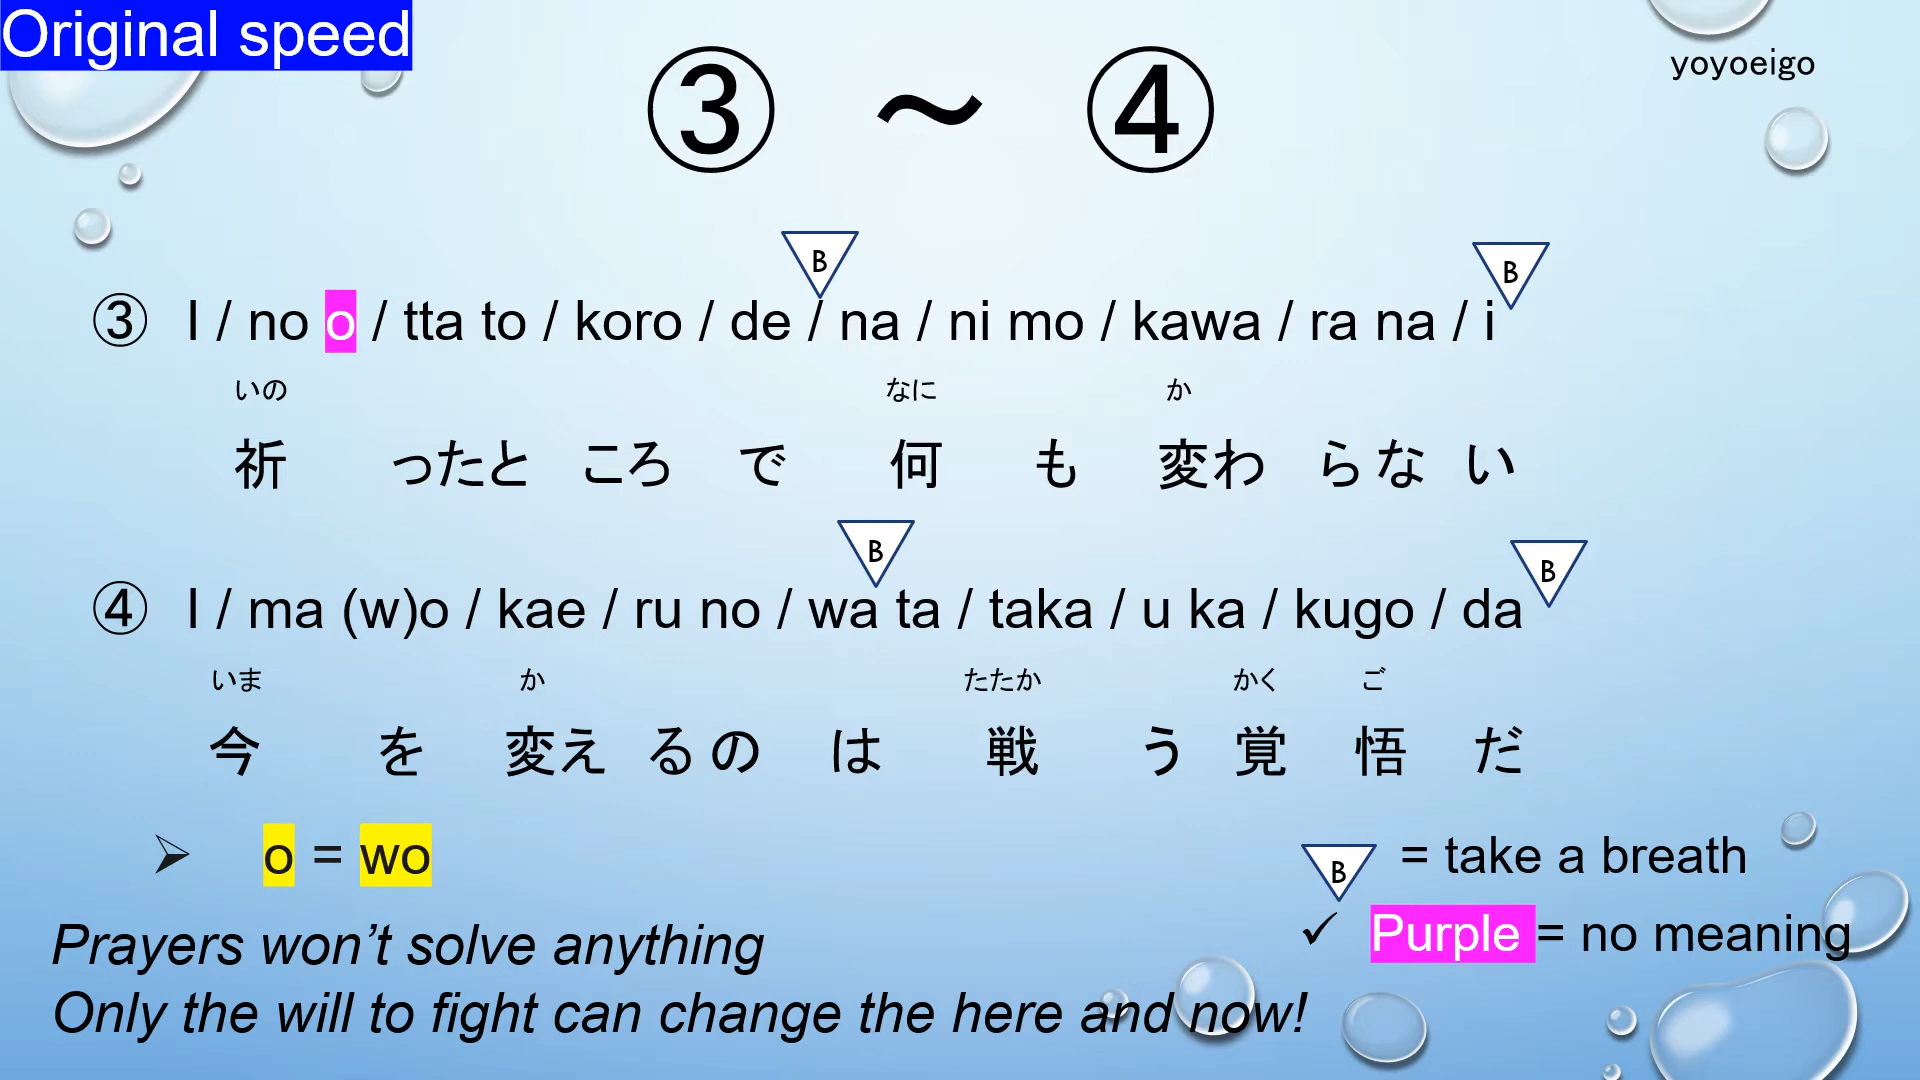 Original speed
yoyoeigo
③ ～ ④
B B
③ I / no o / tta to / koro / de / na / ni mo / kawa / ra na / i
いの なに か
祈 ったと ころ で 何 も 変わ ら な い
B B
④ I / ma (w)o / kae / ru no / wa ta / taka / u ka / kugo / da
いま か たたか かく ご
今 を 変え る の は 戦 う 覚 悟 だ
➢ o = wo
B = take a breath
✓ Purple = no meaning
Prayers won’t solve anything
Only the will to fight can change the here and now!